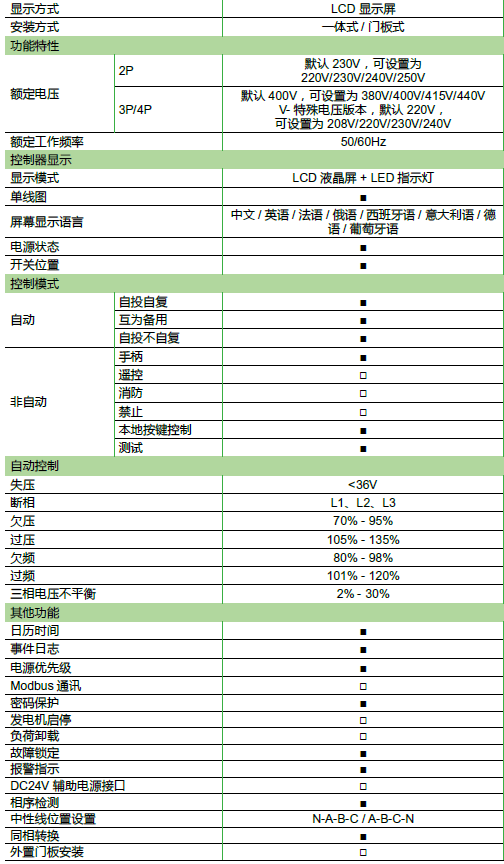 显示方式 LCD 显示屏
安装方式 一体式 / 门板式
功能特性
额定电压 2P 默认 230V，可设置为
220V/230V/240V/250V
3P/4P 默认 400V，可设置为 380V/400V/415V/440V
V- 特殊电压版本，默认 220V，
可设置为 208V/220V/230V/240V
额定工作频率 50/60Hz
控制器显示
显示模式 LCD 液晶屏 + LED 指示灯
单线图 ■
屏幕显示语言 中文 / 英语 / 法语 / 俄语 / 西班牙语 / 意大利语 / 德
语 / 葡萄牙语
电源状态 ■
开关位置 ■
控制模式
自动 自投自复 ■
互为备用 ■
自投不自复 ■
非自动 手柄 ■
遥控 □
消防 □
禁止 □
本地按键控制 ■
测试 ■
自动控制
失压 <36V
断相 L1、L2、L3
欠压 70% - 95%
过压 105% - 135%
欠频 80% - 98%
过频 101% - 120%
三相电压不平衡 2% - 30%
其他功能
日历时间 ■
事件日志 ■
电源优先级 ■
Modbus 通讯 □
密码保护 ■
发电机启停 □
负荷卸载 □
故障锁定 ■
报警指示 ■
DC24V 辅助电源接口 □
相序检测 ■
中性线位置设置 N-A-B-C / A-B-C-N
同相转换 ■
外置门板安装 □